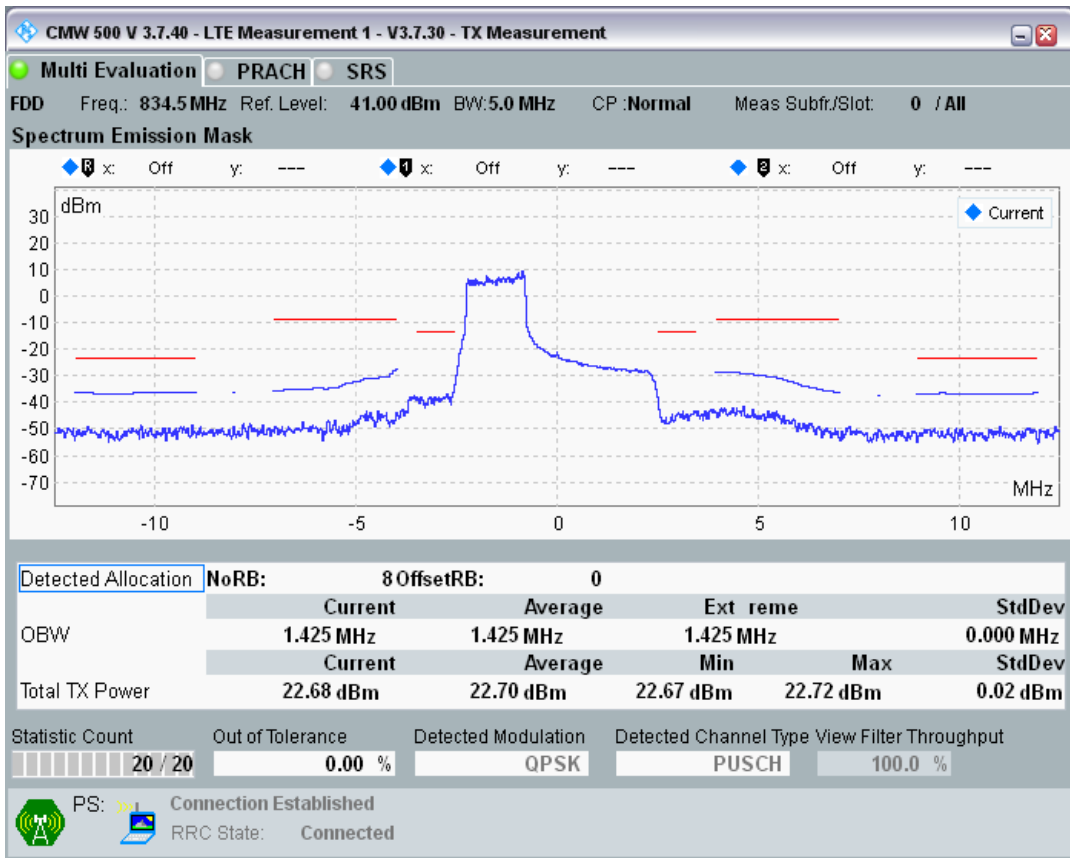 CMW 500 V 3.7.40 - LTE Measurement 1 - V3.7.30 - TX Measurement
Multi Evaluation PRACH SRS
FDD Freq.: 834.5 MHz Ref. Level: 41.00 dBm BW: 5.0 MHz CP : Normal Meas Subfr./Slot: 0 / All
Spectrum Emission Mask
R x: Off y: --- 1 x: Off y: --- 2 x: Off y: ---
dBm
Current
30
20
10
0
-10
-20
-30
-40
-50
-60
-70
MHz
-10 -5 0 5 10
Detected Allocation NoRB: 8 OffsetRB: 0
Current Average Ext reme StdDev
OBW 1.425 MHz 1.425 MHz 1.425 MHz 0.000 MHz
Current Average Min Max StdDev
Total TX Power 22.68 dBm 22.70 dBm 22.67 dBm 22.72 dBm 0.02 dBm
Statistic Count Out of Tolerance Detected Modulation Detected Channel Type View Filter Throughput
20 / 20 0.00 % QPSK PUSCH 100.0 %
PS: Connection Established
RRC State: Connected